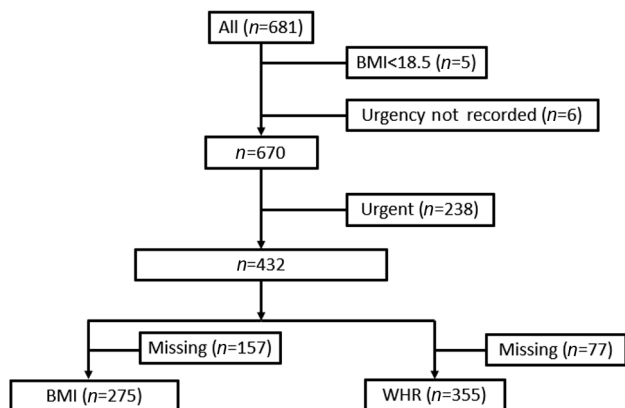 All (n=681)
BMI<18.5 (n=5)
Urgency not recorded (n=6)
n=670
Urgent (n=238)
n=432
Missing (n=157)
Missing (n=77)
BMI (n=275)
WHR (n=355)